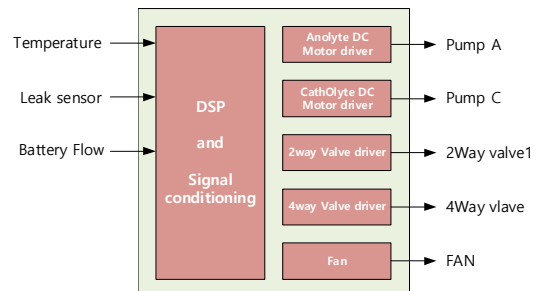 Temperature
Leak sensor
Battery Flow
DSP
and
Signal
conditioning
Anolyte DC
Motor driver
CathOlyte DC
Motor driver
2way Valve driver
4way Valve driver
Fan
Pump A
Pump C
2Way valve1
4Way vlave
FAN